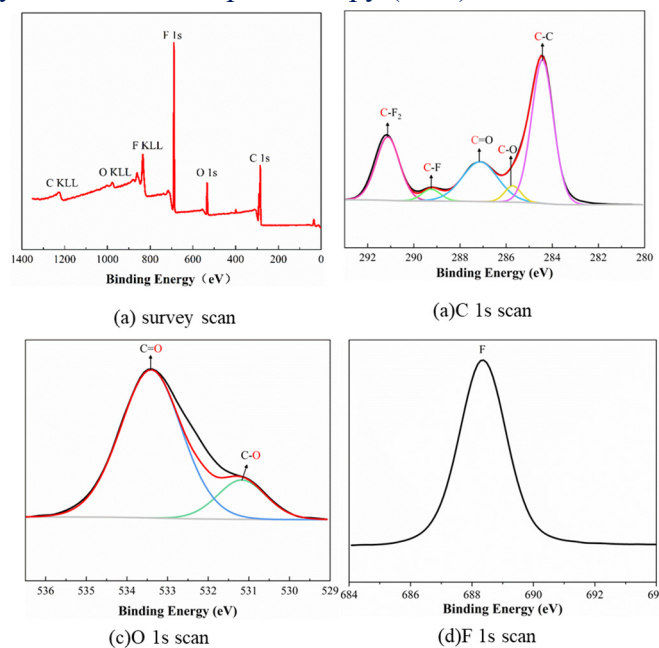 F 1s
F KLL
O KLL
C KLL
O 1s
C 1s
1400 1200 1000 800 600 400 200 0
Binding Energy（eV）
(a) survey scan
C-C
C-F2
C=O
C-O
C-F
292 290 288 286 284 282 280
Binding Energy (eV)
(a)C 1s scan
C=O
C-O
536 535 534 533 532 531 530 529
Binding Energy (eV)
(c)O 1s scan
F
684 686 688 690 692
Binding Energy (eV)
(d)F 1s scan